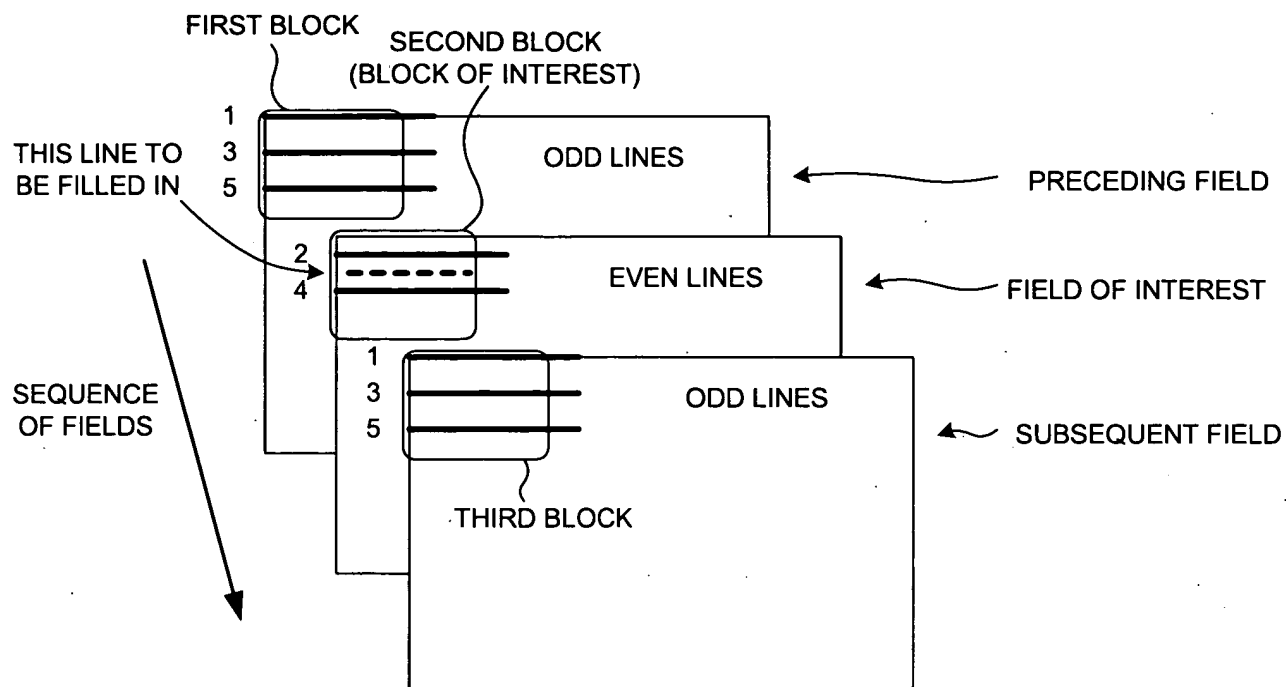 FIRST BLOCK
SECOND BLOCK
(BLOCK OF INTEREST)
1
3
5
THIS LINE TO
BE FILLED IN
ODD LINES
PRECEDING FIELD
2
4
EVEN LINES
FIELD OF INTEREST
1
3
5
ODD LINES
SEQUENCE
OF FIELDS
SUBSEQUENT FIELD
THIRD BLOCK